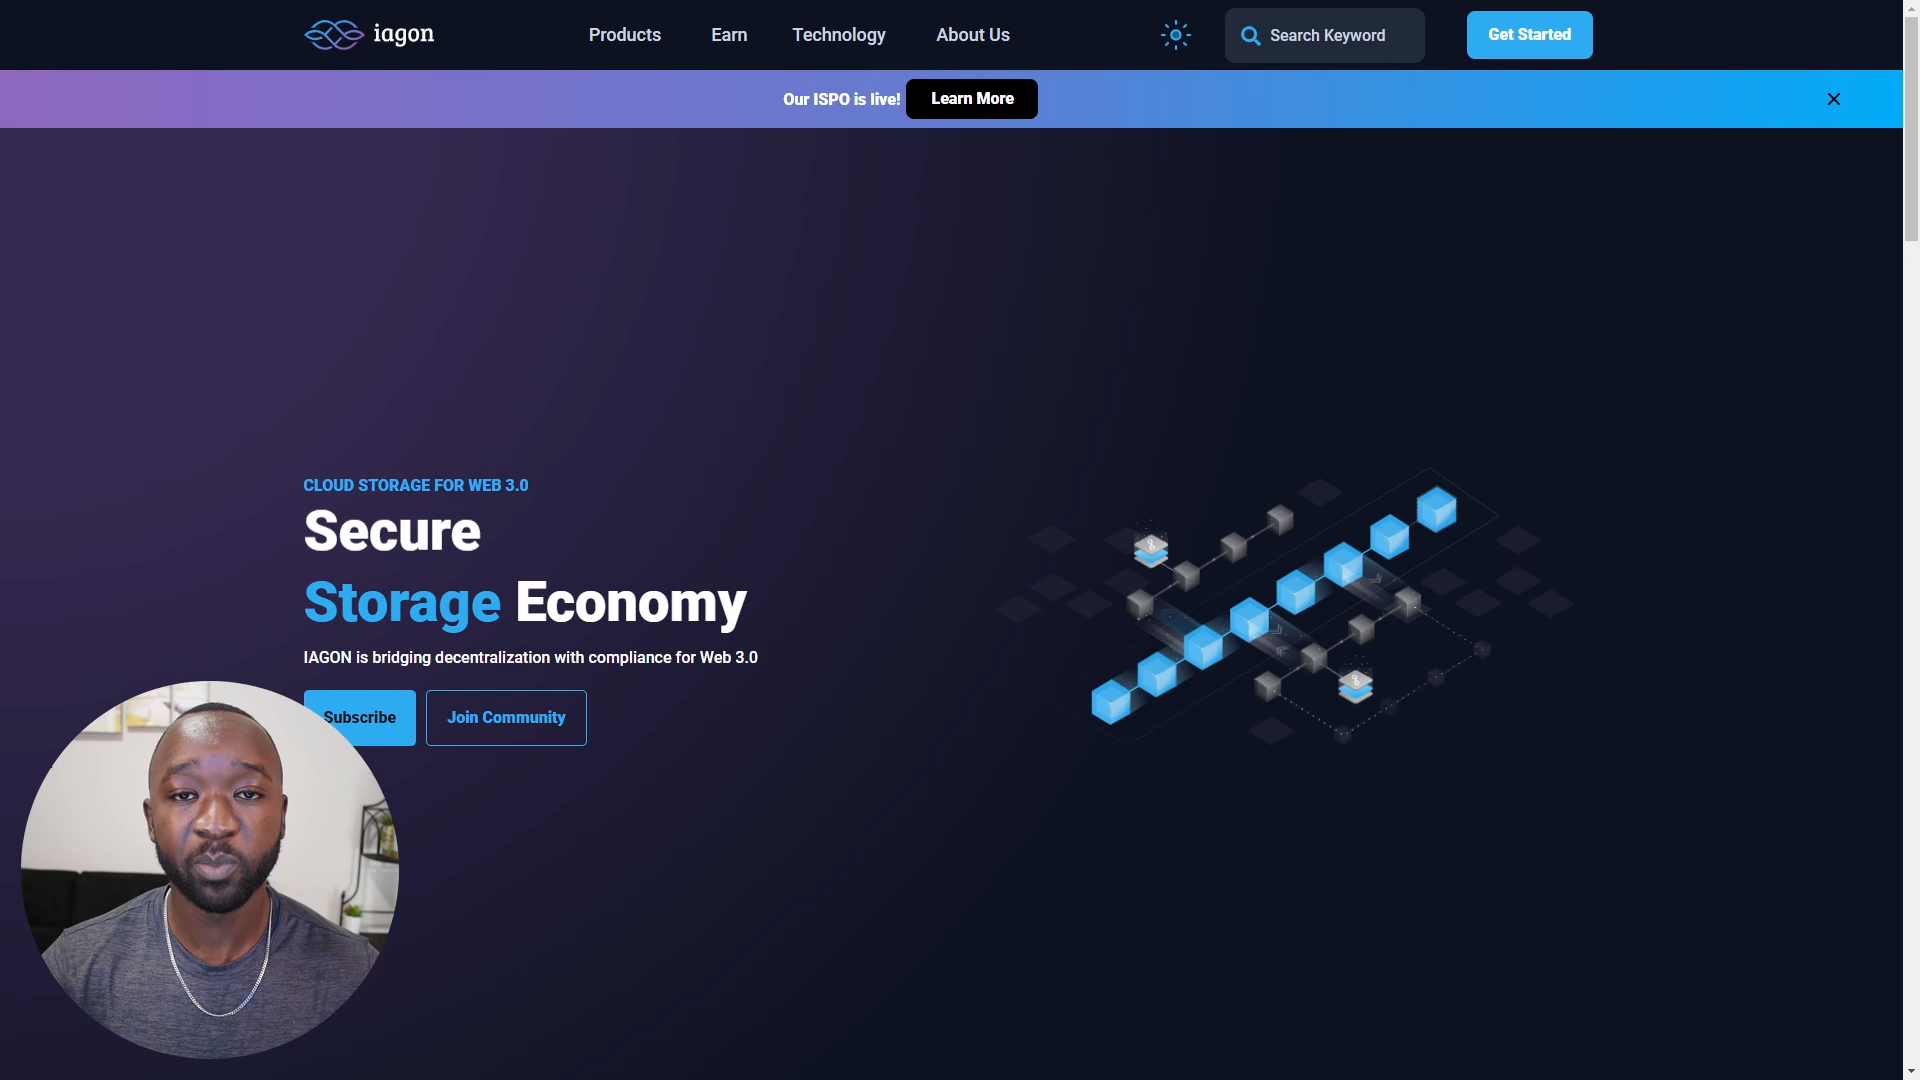 iagon
Products
Earn
Technology
About Us
Search Keyword
Get Started
Our ISPO is live!
Learn More
CLOUD STORAGE FOR WEB 3.0
Secure
Storage Economy
IAGON is bridging decentralization with compliance for Web 3.0
Subscribe
Join Community